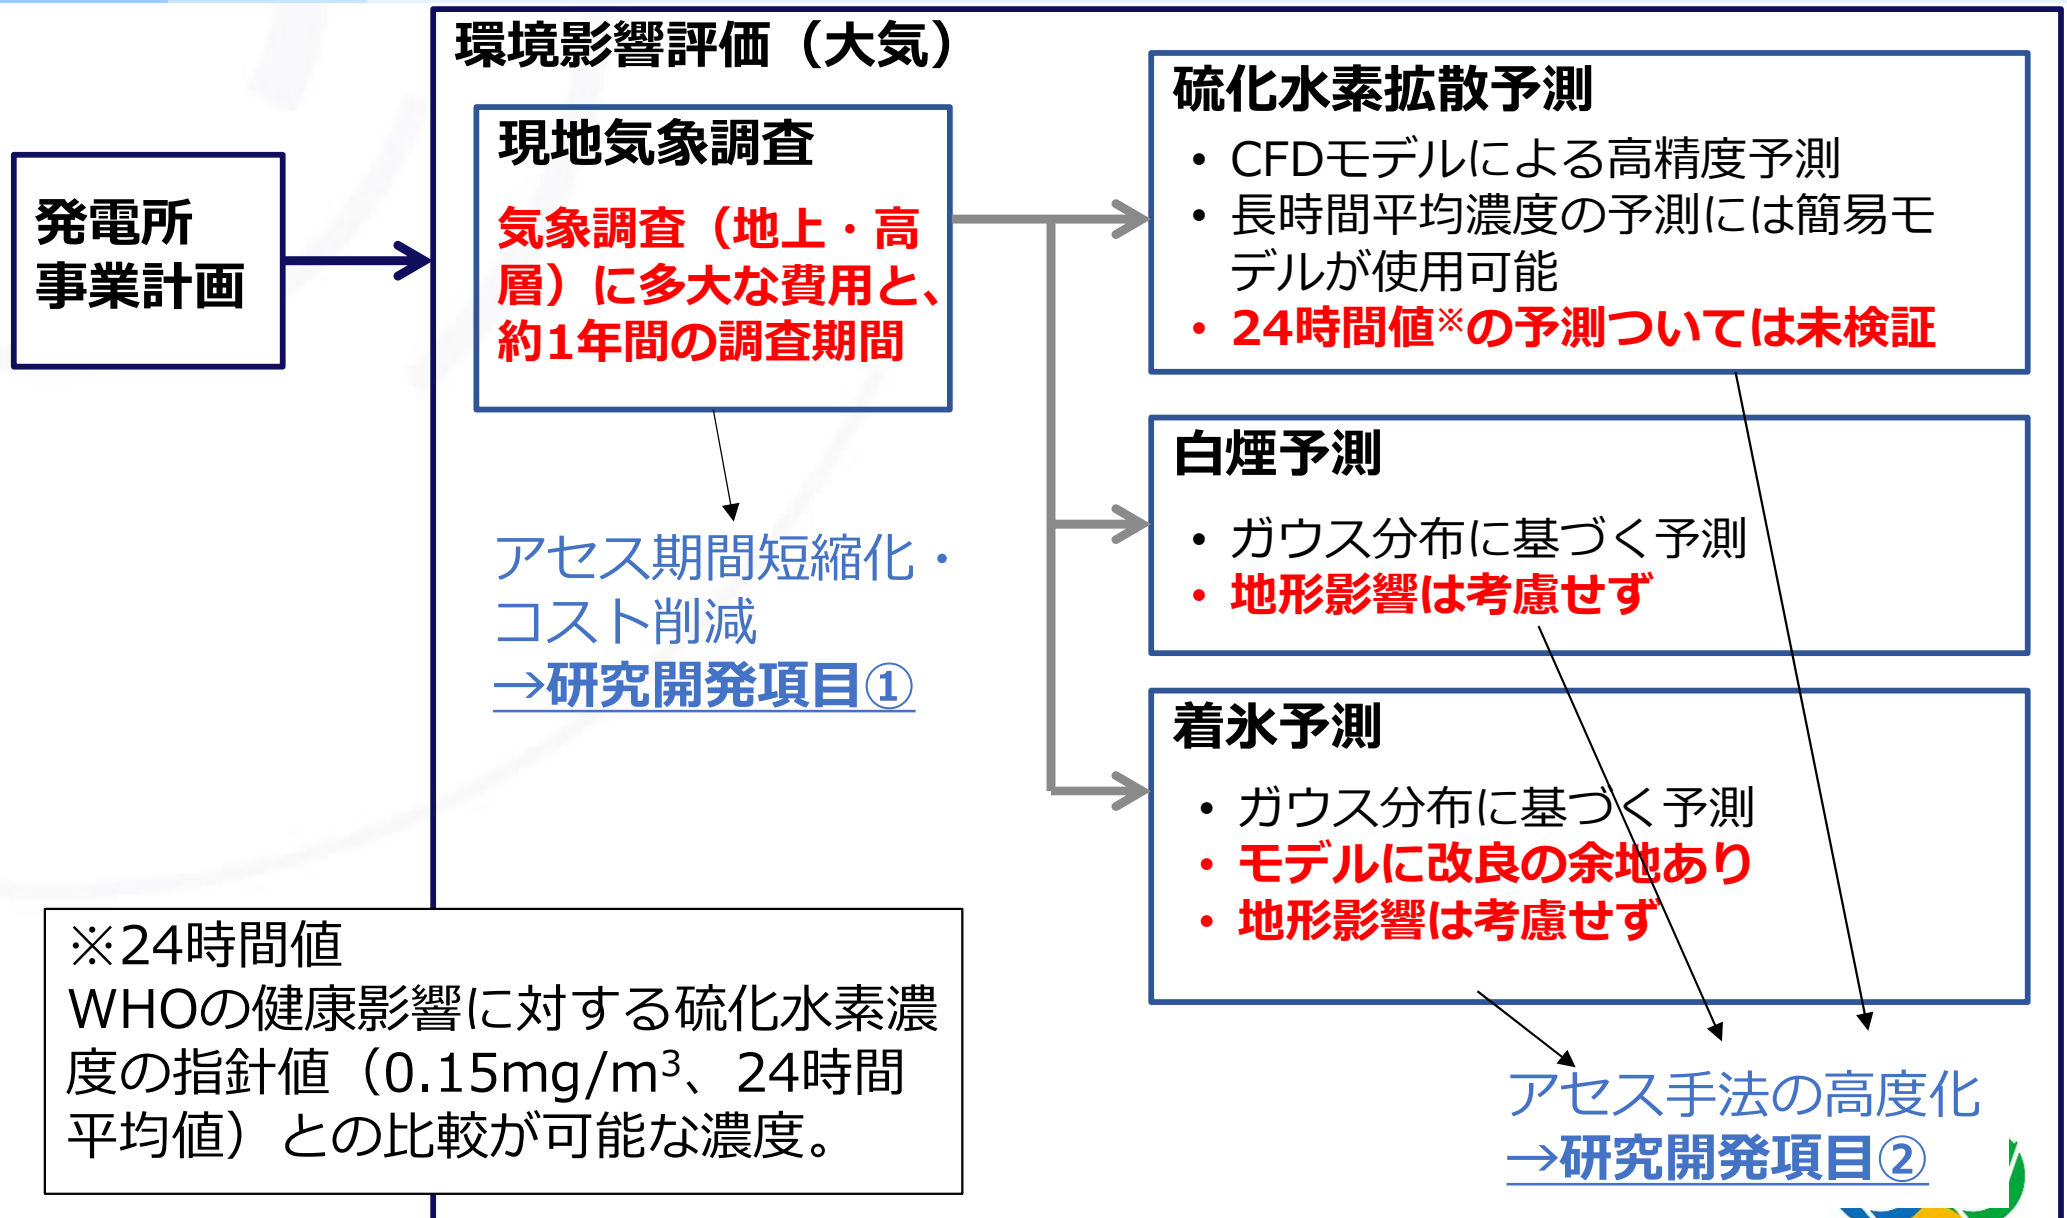 環境影響評価（大気）
発電所
事業計画
現地気象調査
気象調査（地上・高
層）に多大な費用と、
約1年間の調査期間
アセス期間短縮化・
コスト削減
→研究開発項目①
硫化水素拡散予測
• CFDモデルによる高精度予測
• 長時間平均濃度の予測には簡易モ
デルが使用可能
• 24時間値※の予測ついては未検証
白煙予測
• ガウス分布に基づく予測
• 地形影響は考慮せず
着氷予測
• ガウス分布に基づく予測
• モデルに改良の余地あり
• 地形影響は考慮せず
※24時間値
WHOの健康影響に対する硫化水素濃
度の指針値（0.15mg/m³、24時間
平均値）との比較が可能な濃度。
アセス手法の高度化
→研究開発項目②